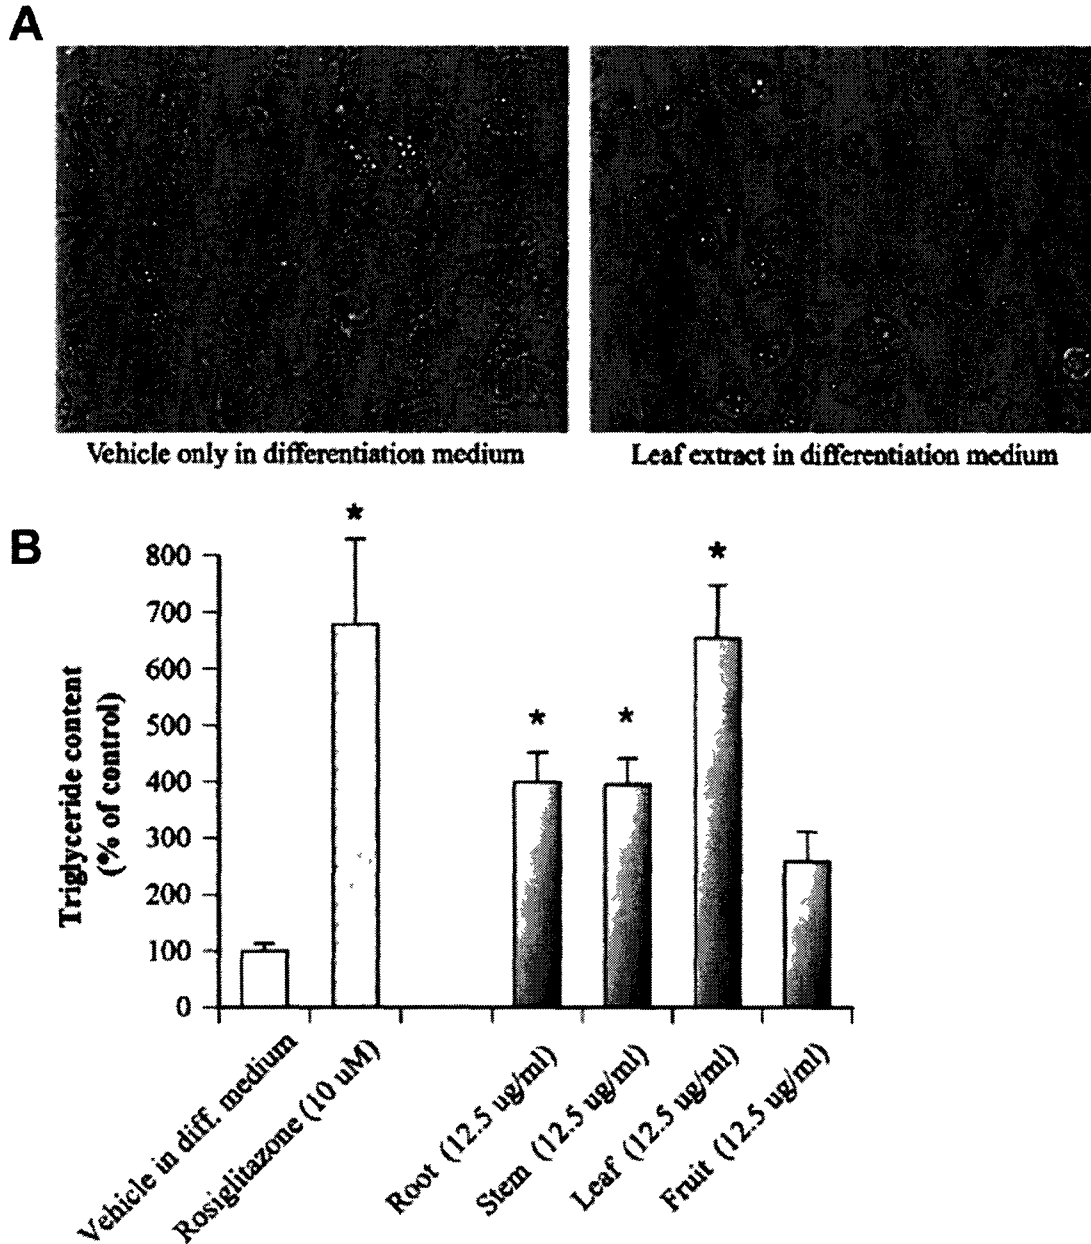 A
Vehicle only in differentiation medium
Leaf extract in differentiation medium
B
Triglyceride content
(% of control)
800
700
600
500
400
300
200
100
0
*
*
*
*
Vehicle in diff. medium
Rosiglitazone (10 uM)
Root (12.5 ug/ml)
Stem (12.5 ug/ml)
Leaf (12.5 ug/ml)
Fruit (12.5 ug/ml)